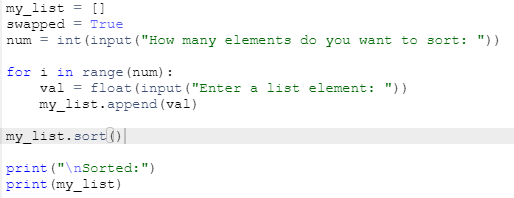 my_list = []
swapped = True
num = int(input("How many elements do you want to sort: "))
for i in range(num):
    val = float(input("Enter a list element: "))
    my_list.append(val)
my_list.sort()
print("\nSorted:")
print(my_list)